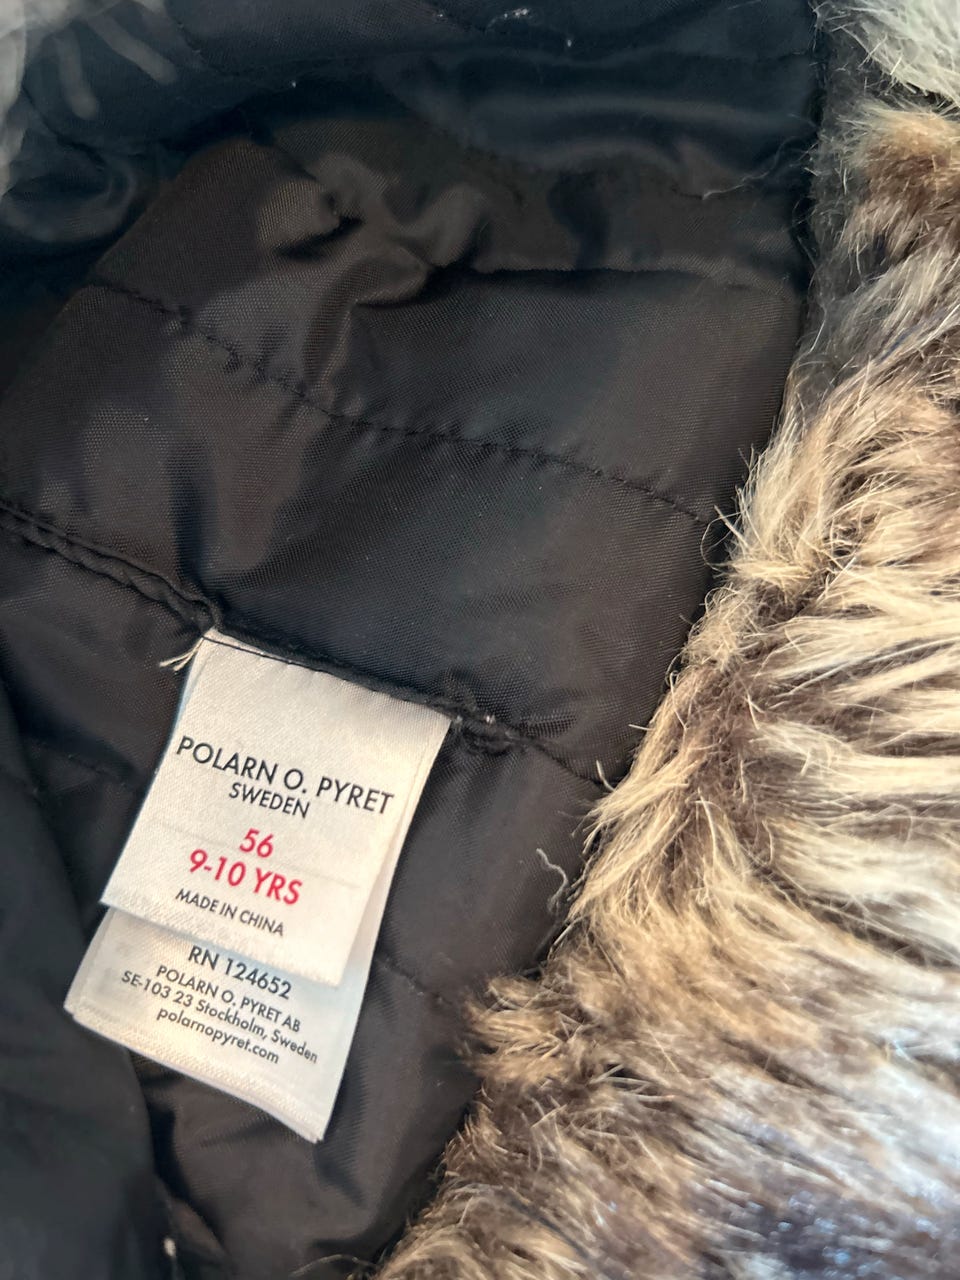 POLARN O. PYRET
SWEDEN
56
9-10 YRS
MADE IN CHINA
RN 124652
POLARN O. PYRET AB
SE-103 23 Stockholm, Sweden
polarnopyret.com